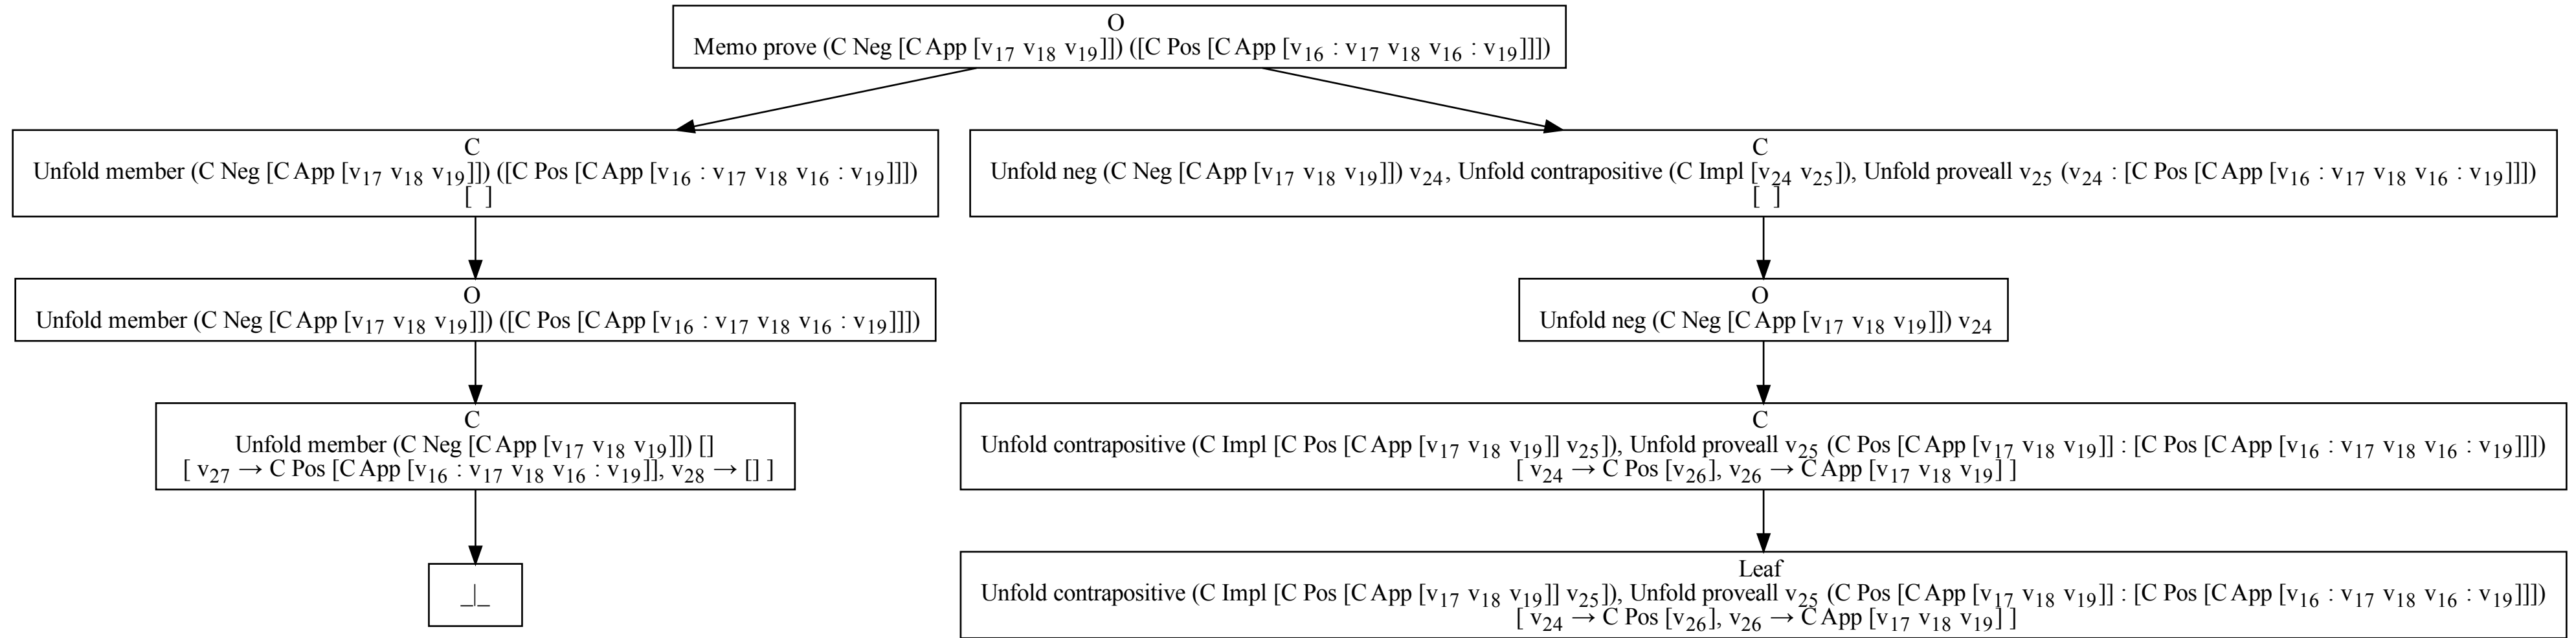 O
Memo prove (C Neg [C App [v17 v18 v19]]) ([C Pos [C App [v16 : v17 v18 v16 : v19]]])
C
Unfold member (C Neg [C App [v17 v18 v19]]) ([C Pos [C App [v16 : v17 v18 v16 : v19]]])
[ ]
C
Unfold neg (C Neg [C App [v17 v18 v19]]) v24, Unfold contrapositive (C Impl [v24 v25]), Unfold proveall v25 (v24 : [C Pos [C App [v16 : v17 v18 v16 : v19]]])
[ ]
O
Unfold member (C Neg [C App [v17 v18 v19]]) ([C Pos [C App [v16 : v17 v18 v16 : v19]]])
O
Unfold neg (C Neg [C App [v17 v18 v19]]) v24
C
Unfold member (C Neg [C App [v17 v18 v19]]) []
[ v27 → C Pos [C App [v16 : v17 v18 v16 : v19]], v28 → [] ]
C
Unfold contrapositive (C Impl [C Pos [C App [v17 v18 v19]] v25]), Unfold proveall v25 (C Pos [C App [v17 v18 v19]] : [C Pos [C App [v16 : v17 v18 v16 : v19]]])
[ v24 → C Pos [v26], v26 → C App [v17 v18 v19] ]
_|_
Leaf
Unfold contrapositive (C Impl [C Pos [C App [v17 v18 v19]] v25]), Unfold proveall v25 (C Pos [C App [v17 v18 v19]] : [C Pos [C App [v16 : v17 v18 v16 : v19]]])
[ v24 → C Pos [v26], v26 → C App [v17 v18 v19] ]